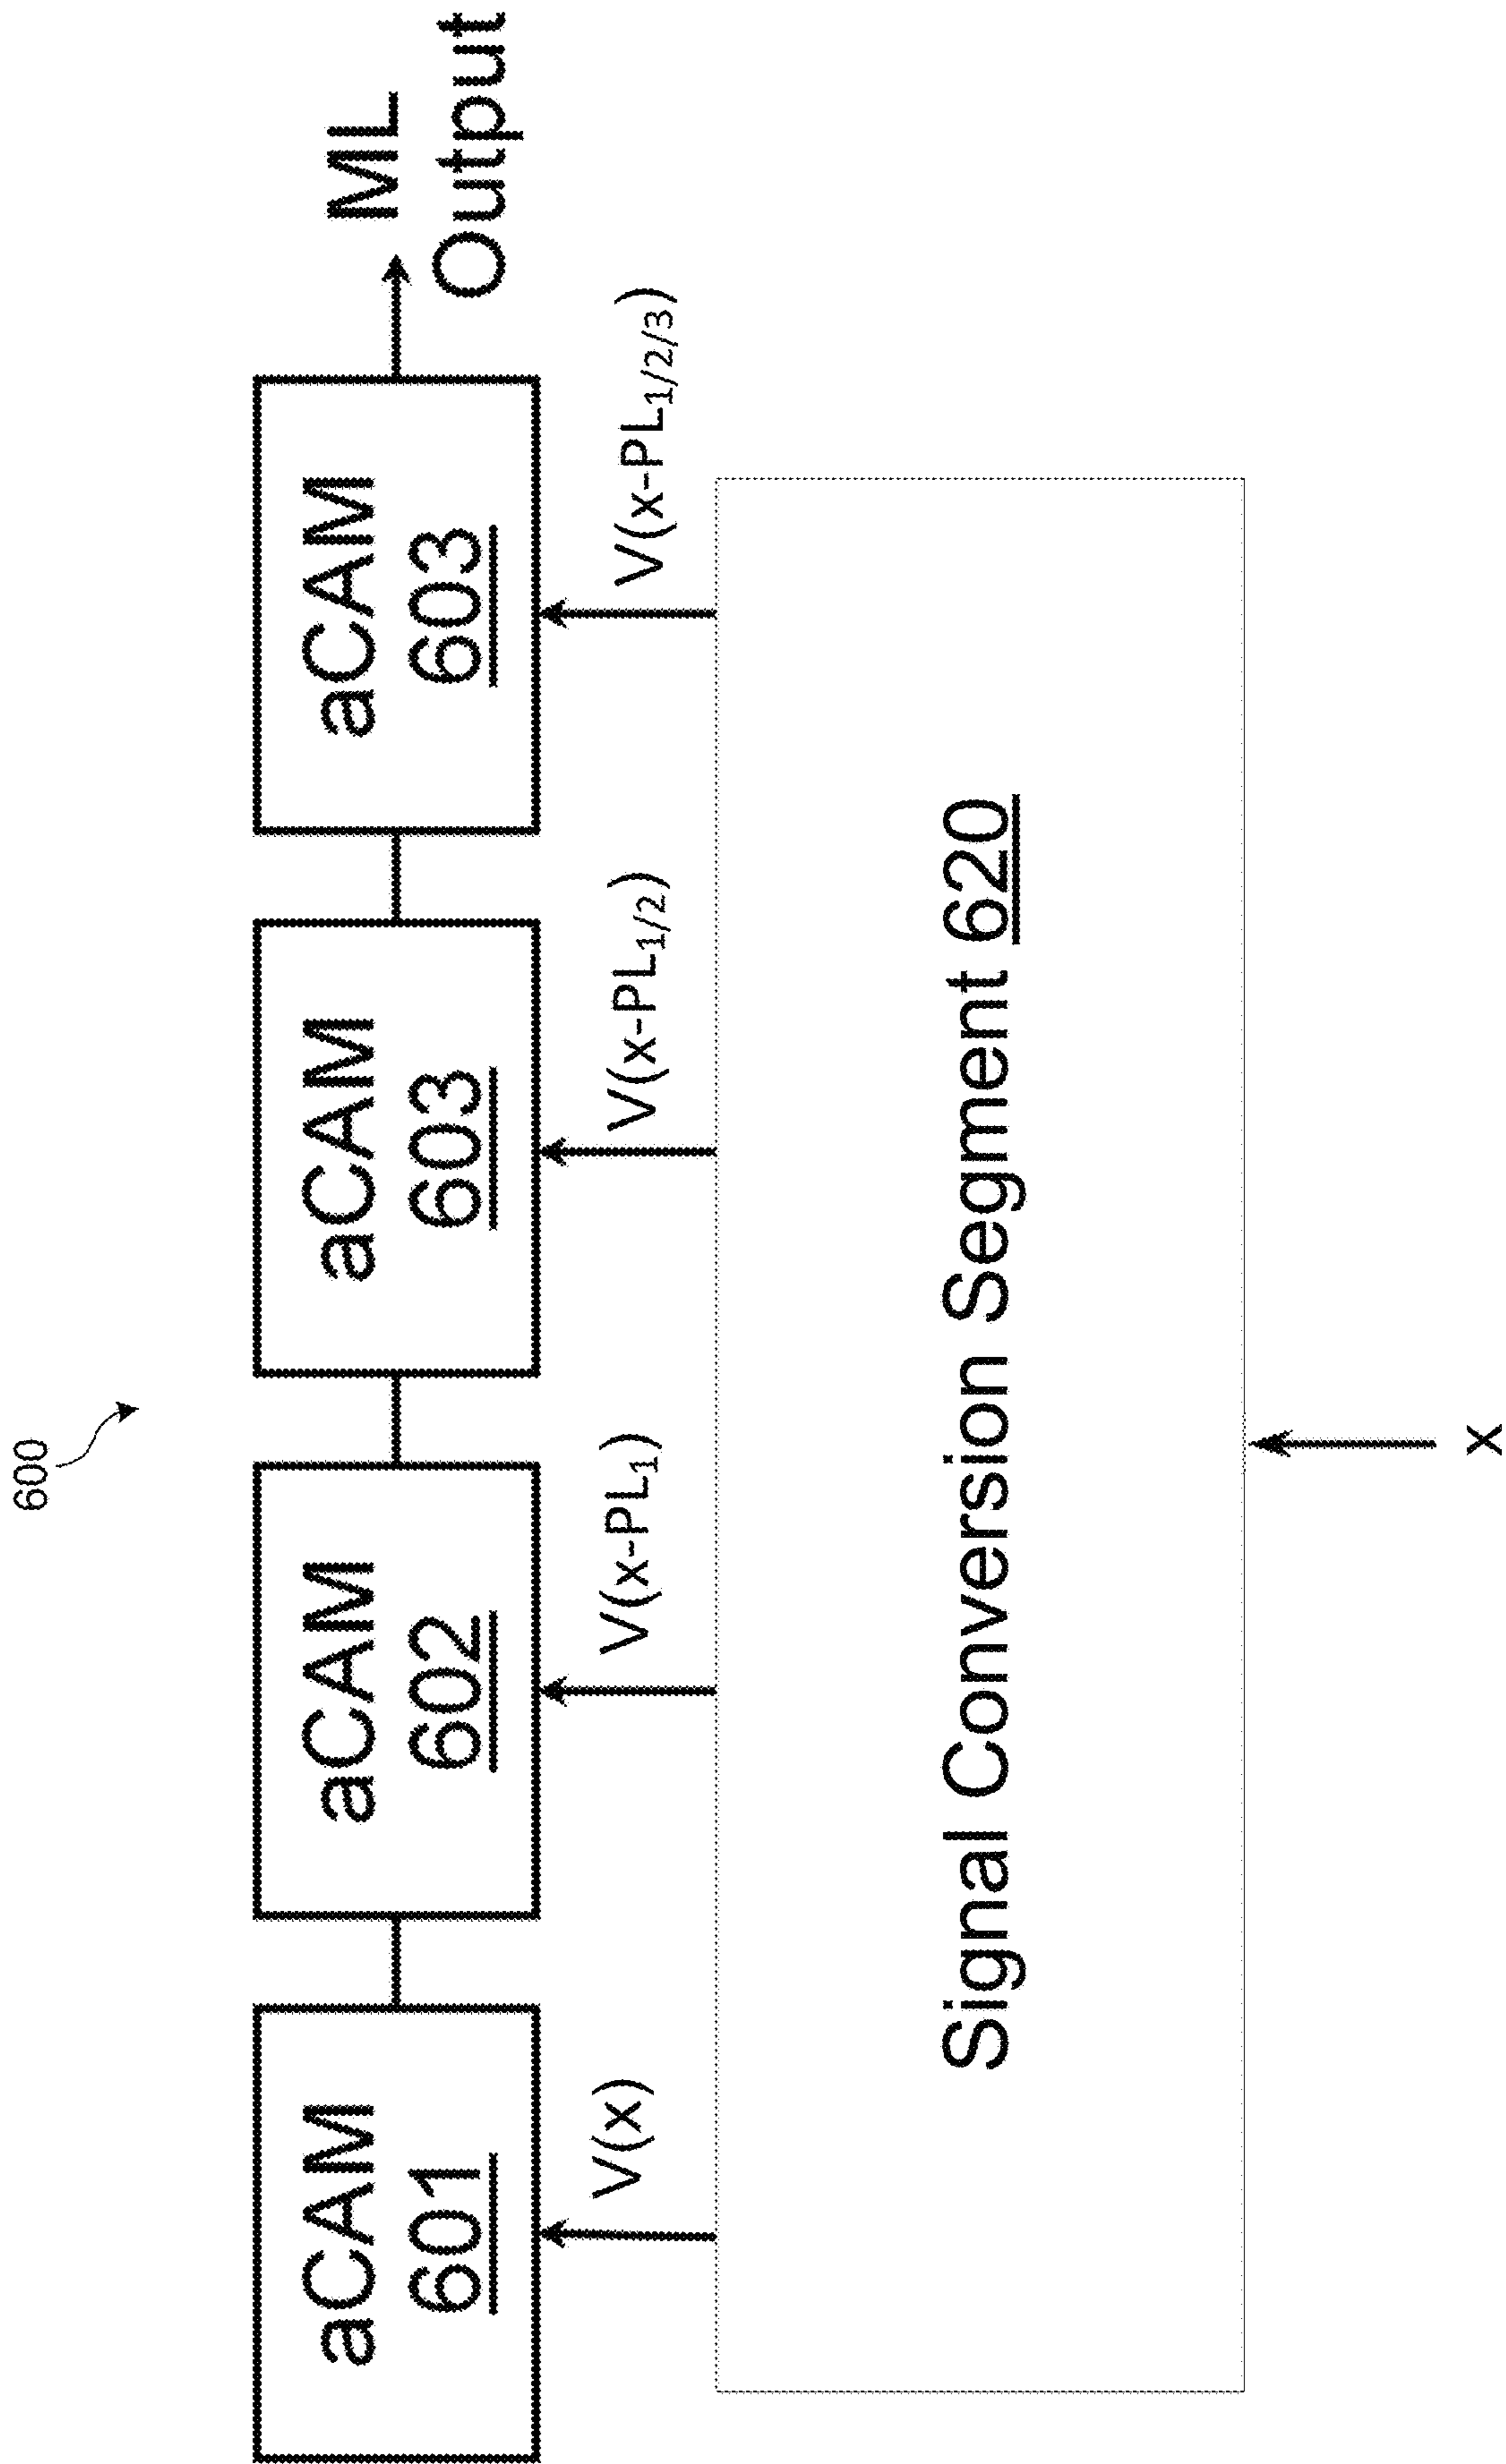 600
aCAM
601
aCAM
602
aCAM
603
aCAM
603
ML
Output
V(x)
V(x-PL₁)
V(x-PL₁/₂)
V(x-PL₁/₂/₃)
Signal Conversion Segment 620
x